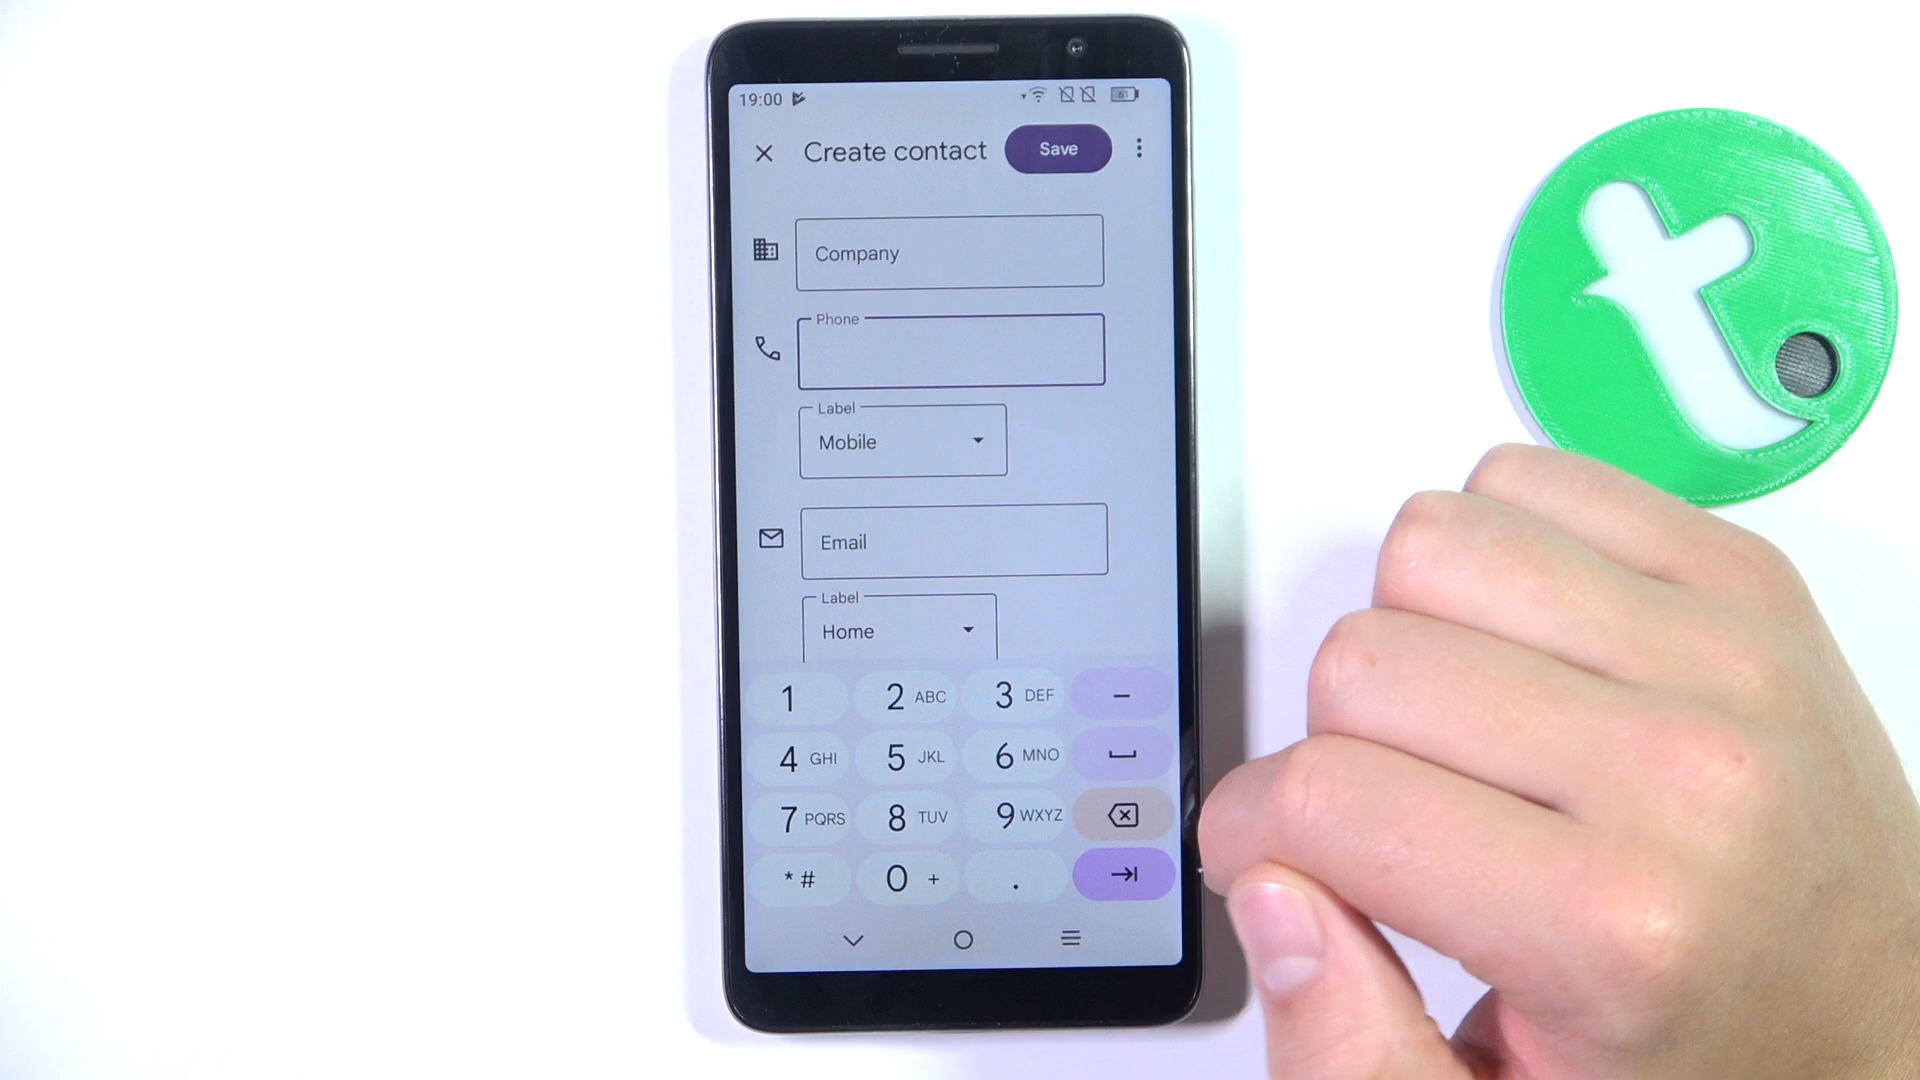 19:00
Create contact Save
Company
Phone
Label
Mobile
Email
Label
Home
1 2 ABC 3 DEF -
4 GHI 5 JKL 6 MNO
7 PQRS 8 TUV 9 WXYZ
* # 0 + .
t